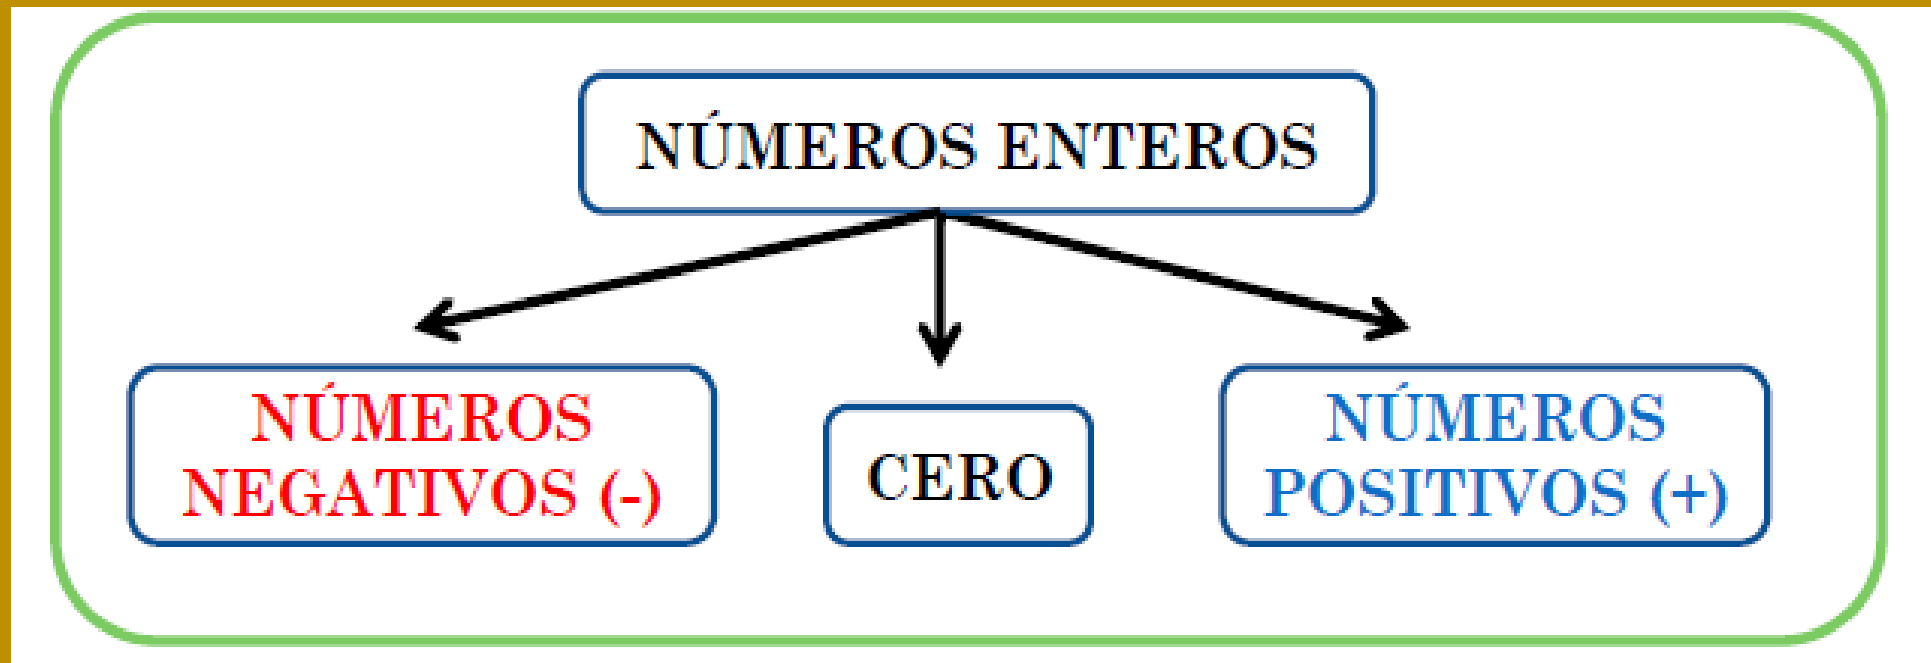 NÚMEROS ENTEROS
NÚMEROS
NEGATIVOS (-)
CERO
NÚMEROS
POSITIVOS (+)